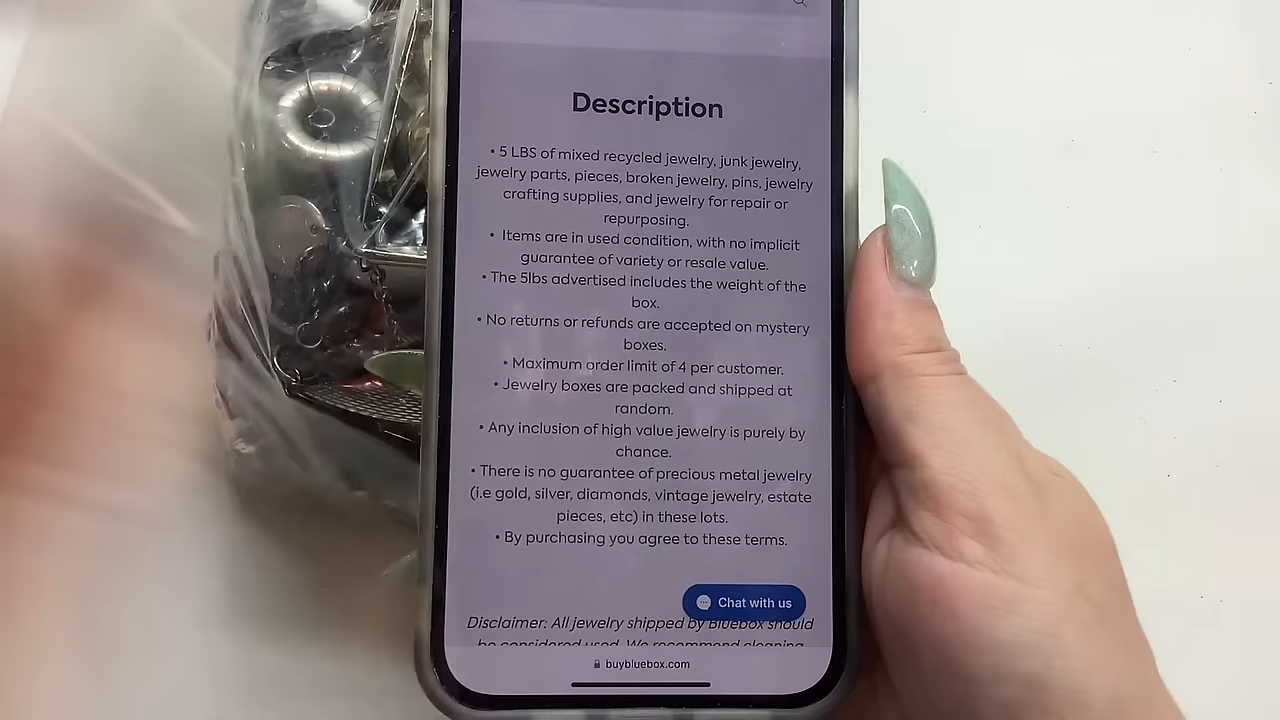 Description
• 5 LBS of mixed recycled jewelry, junk jewelry,
jewelry parts, pieces, broken jewelry, pins, jewelry
crafting supplies, and jewelry for repair or
repurposing.
• Items are in used condition, with no implicit
guarantee of variety or resale value.
• The 5lbs advertised includes the weight of the
box.
• No returns or refunds are accepted on mystery
boxes.
• Maximum order limit of 4 per customer.
• Jewelry boxes are packed and shipped at
random.
• Any inclusion of high value jewelry is purely by
chance.
• There is no guarantee of precious metal jewelry
(i.e gold, silver, diamonds, vintage jewelry, estate
pieces, etc) in these lots.
• By purchasing you agree to these terms.
Chat with us
Disclaimer: All jewelry shipped by Bluebox should
be considered used. We recommend cleaning
buybluebox.com